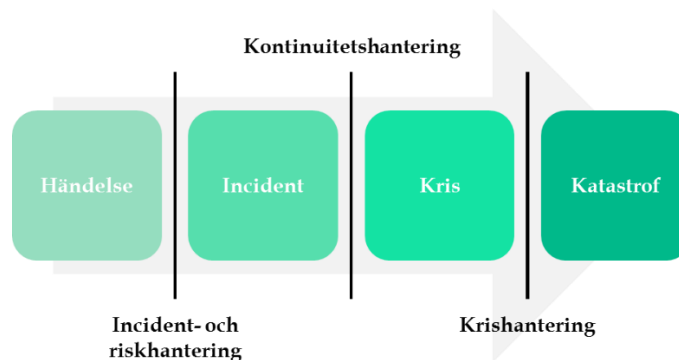 Kontinuitetshantering
Händelse
Incident
Kris
Katastrof
Incident- och
riskhantering
Krishantering